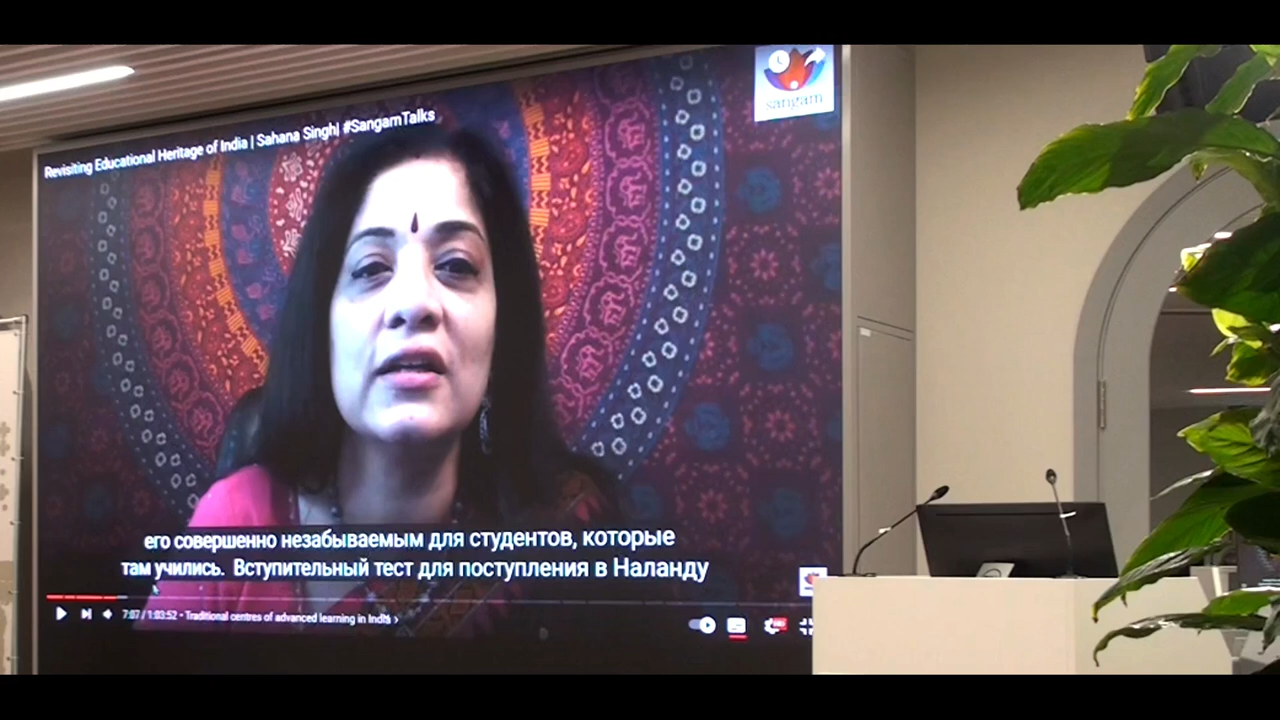 sangam
Revisiting Educational Heritage of India | Sahana Singh| #SangamTalks
его совершенно незабываемым для студентов, которые
там учились. Вступительный тест для поступления в Наланду
7:07 / 1:03:52 • Traditional centres of advanced learning in India ›
HD